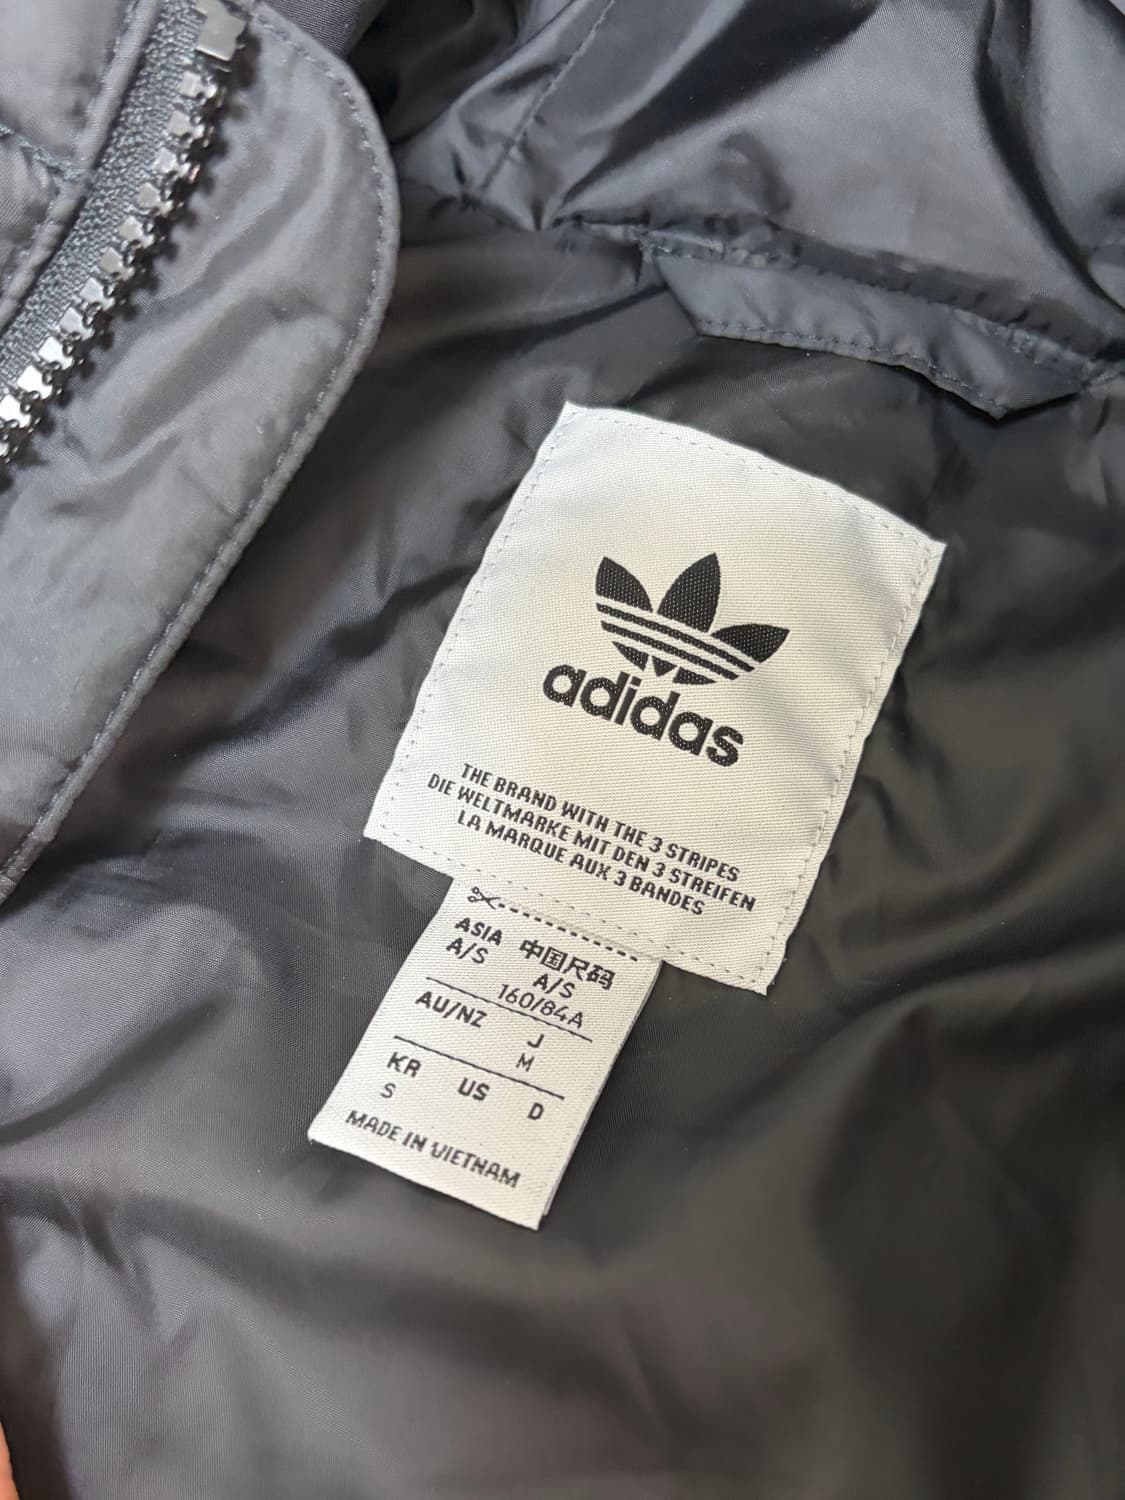 adidas
THE BRAND WITH THE 3 STRIPES
DIE WELTMARKE MIT DEN 3 STREIFEN
LA MARQUE AUX 3 BANDES
ASIA 中国尺码
A/S A/S
160/84A
AU/NZ J
M
KR US D
S
MADE IN VIETNAM